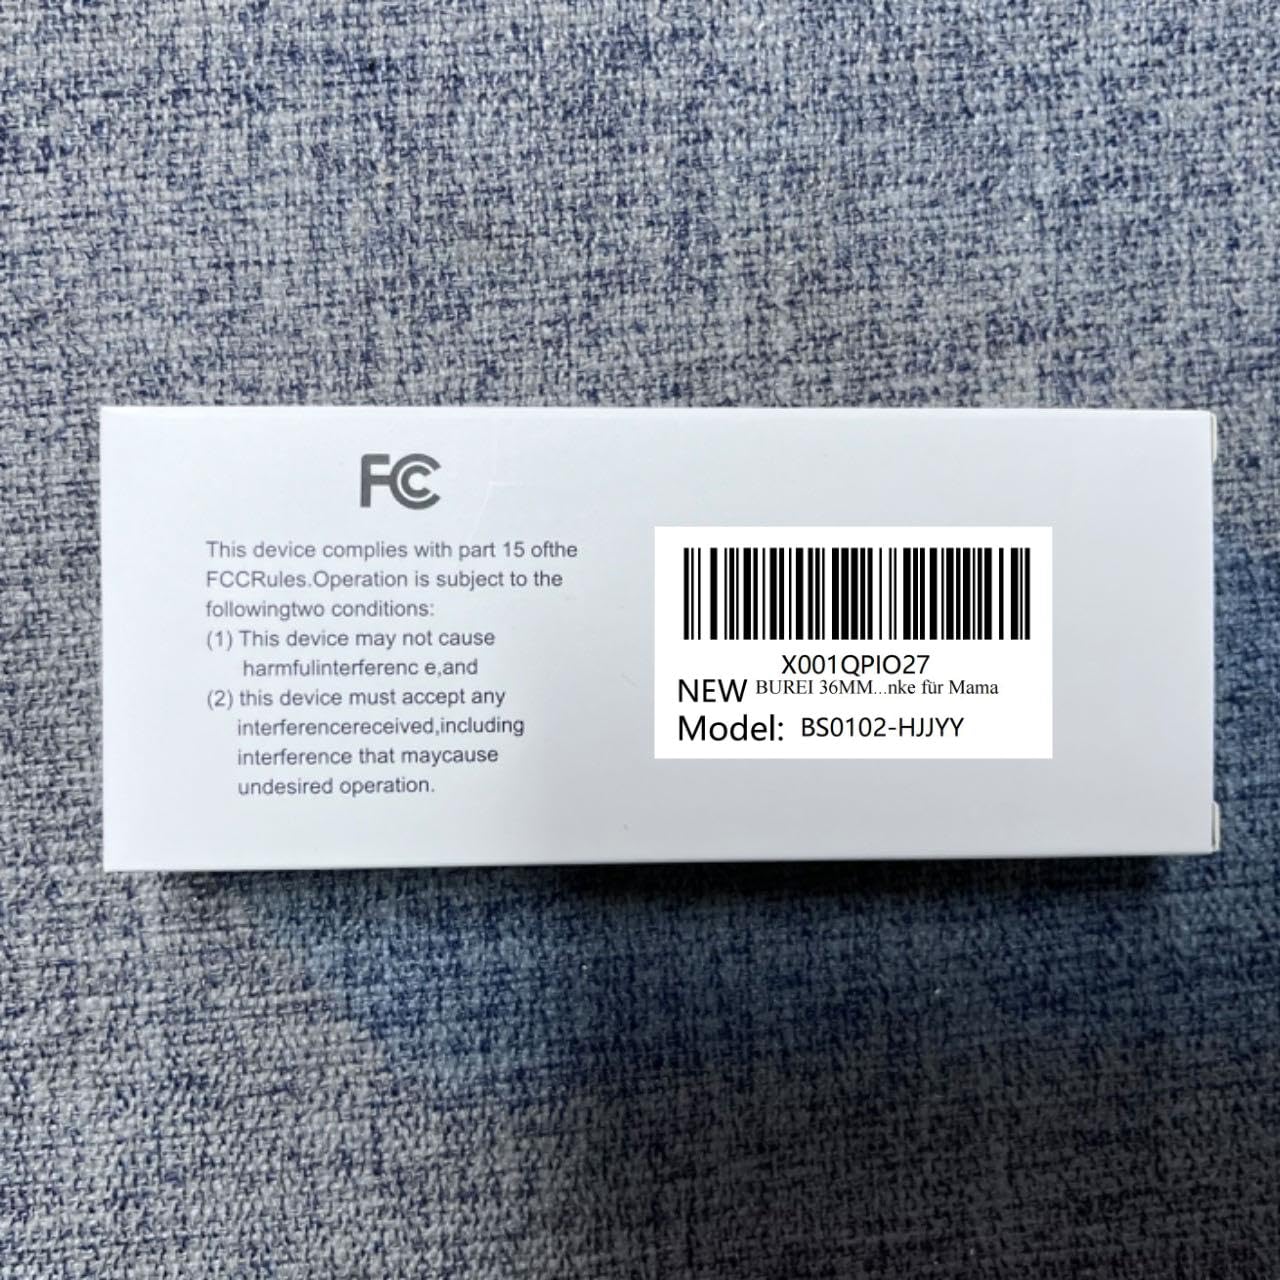 FC
This device complies with part 15 ofthe
FCCRules.Operation is subject to the
followingtwo conditions:
(1) This device may not cause
harmfulinterferenc e,and
(2) this device must accept any
interferencereceived,including
interference that maycause
undesired operation.
X001QPIO27
NEW BUREI 36MM...nke für Mama
Model: BS0102-HJJYY